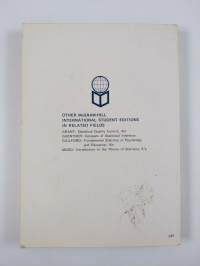 OTHER McGRAW-HILL
INTERNATIONAL STUDENT EDITIONS
IN RELATED FIELDS
GRANT: Statistical Quality Control, 4/e
GUENTHER: Concepts of Statistical Inference
GUILFORD: Fundamental Statistics in Psychology
and Education, 4/e
MOOD: Introduction to the Theory of Statistics, 2/e